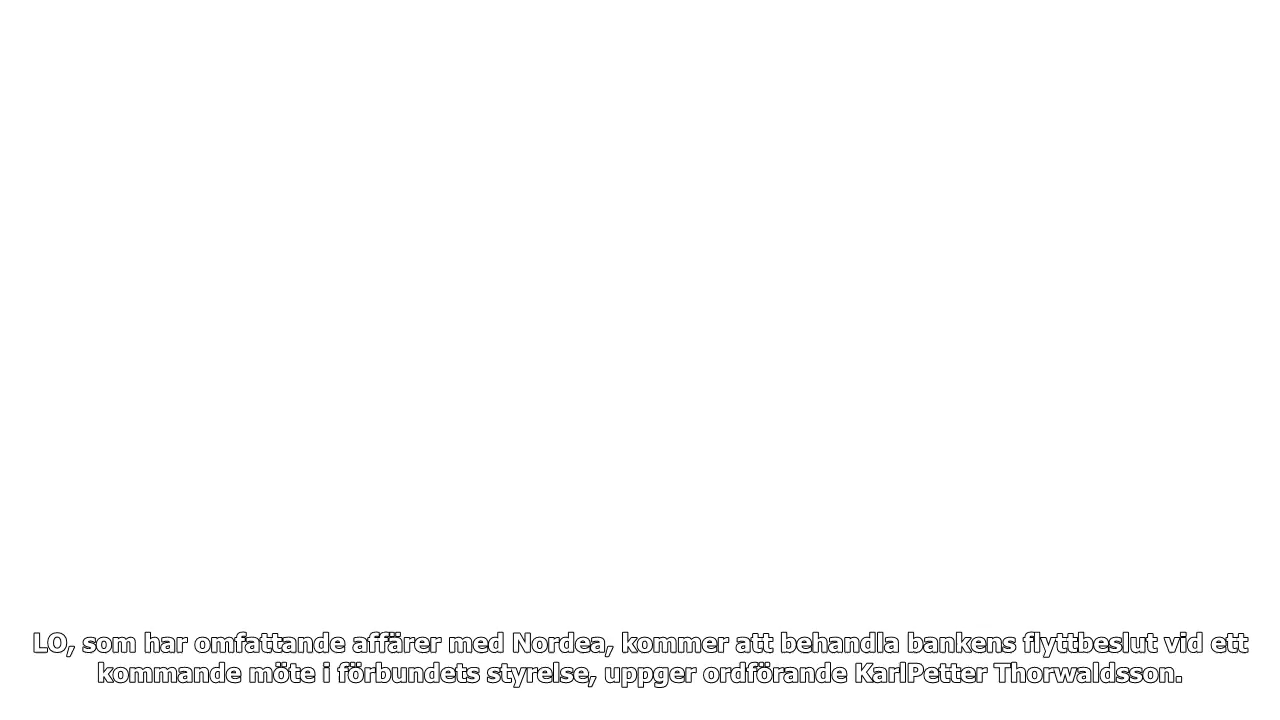 LO, som har omfattande affärer med Nordea, kommer att behandla bankens flyttbeslut vid ett
kommande möte i förbundets styrelse, uppger ordförande KarlPetter Thorwaldsson.